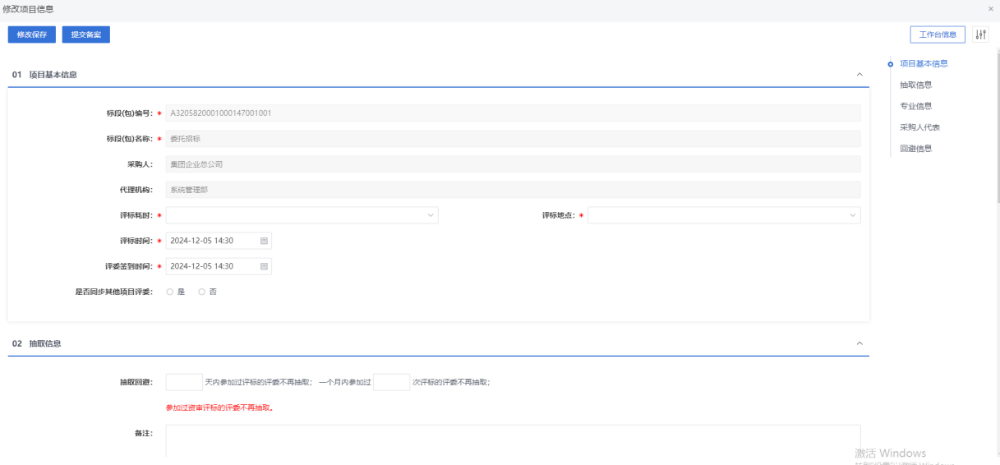 修改项目信息 ×
修改保存 提交备案 工作台信息
01 项目基本信息
标段(包)编号: * A3205820001000147001001
标段(包)名称: * 委托招标
采购人: 集团企业总公司
代理机构: 系统管理部
评标耗时: * 评标地点: *
评标时间: * 2024-12-05 14:30
评委签到时间: * 2024-12-05 14:30
是否同步其他项目评委: 是 否
02 抽取信息
抽取回避: 天内参加过评标的评委不再抽取; 一个月内参加过 次评标的评委不再抽取;
参加过资审评标的评委不再抽取。
备注:
项目基本信息
抽取信息
专业信息
采购人代表
回避信息
激活 Windows